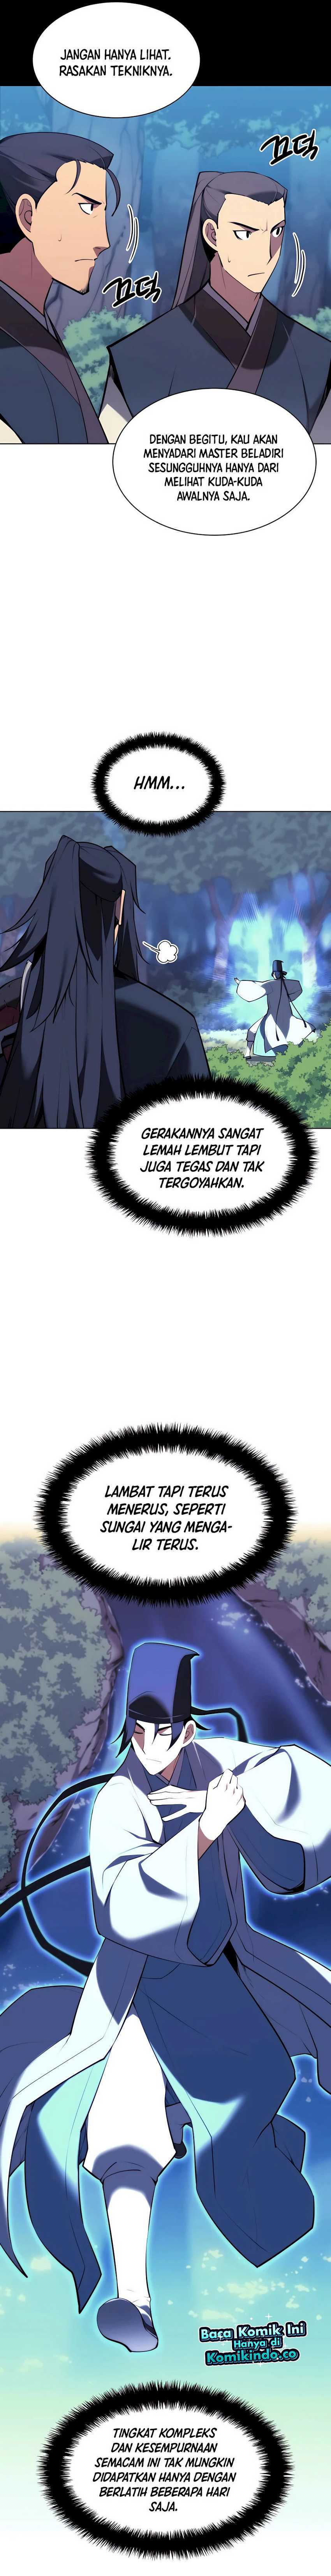 JANGAN HANYA LIHAT.
RASAKAN TEKNIKNYA.
끄덕
끄덕
DENGAN BEGITU, KAU AKAN
MENYADARI MASTER BELADIRI
SESUNGGUHNYA HANYA DARI
MELIHAT KUDA-KUDA
AWALNYA SAJA.
HMM...
GERAKANNYA SANGAT
LEMAH LEMBUT TAPI
JUGA TEGAS DAN TAK
TERGOYAHKAN.
LAMBAT TAPI TERUS
MENERUS, SEPERTI
SUNGAI YANG MENGA-
LIR TERUS.
Baca Komik Ini
Hanya di
Komikindo.co
TINGKAT KOMPLEKS
DAN KESEMPURNAAN
SEMACAM INI TAK MUNGKIN
DIDAPATKAN HANYA DENGAN
BERLATIH BEBERAPA HARI
SAJA.